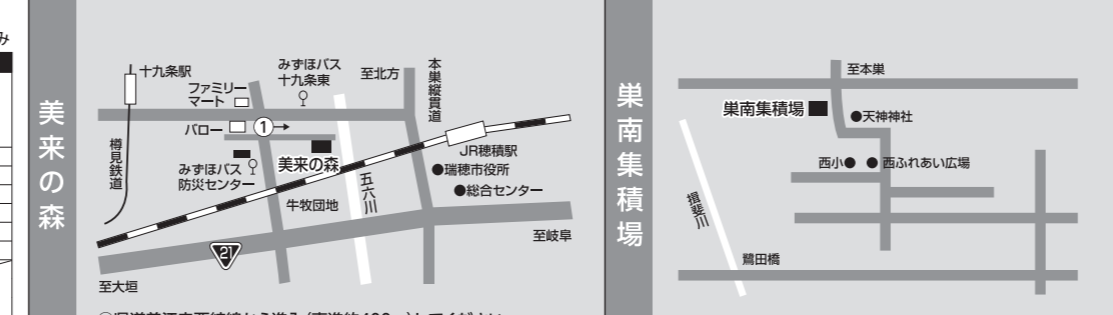 み
美来の森
十九条駅
ファミリー
マート
みずほバス
十九条東
至北方
本巣縦貫道
バロー
①→
樽見鉄道
みずほバス
防災センター
美来の森
五六川
JR穂積駅
●瑞穂市役所
●総合センター
牛牧団地
21
至岐阜
至大垣
巣南集積場
至本巣
巣南集積場
●天神神社
西小●
●西ふれあい広場
揖斐川
鷺田橋